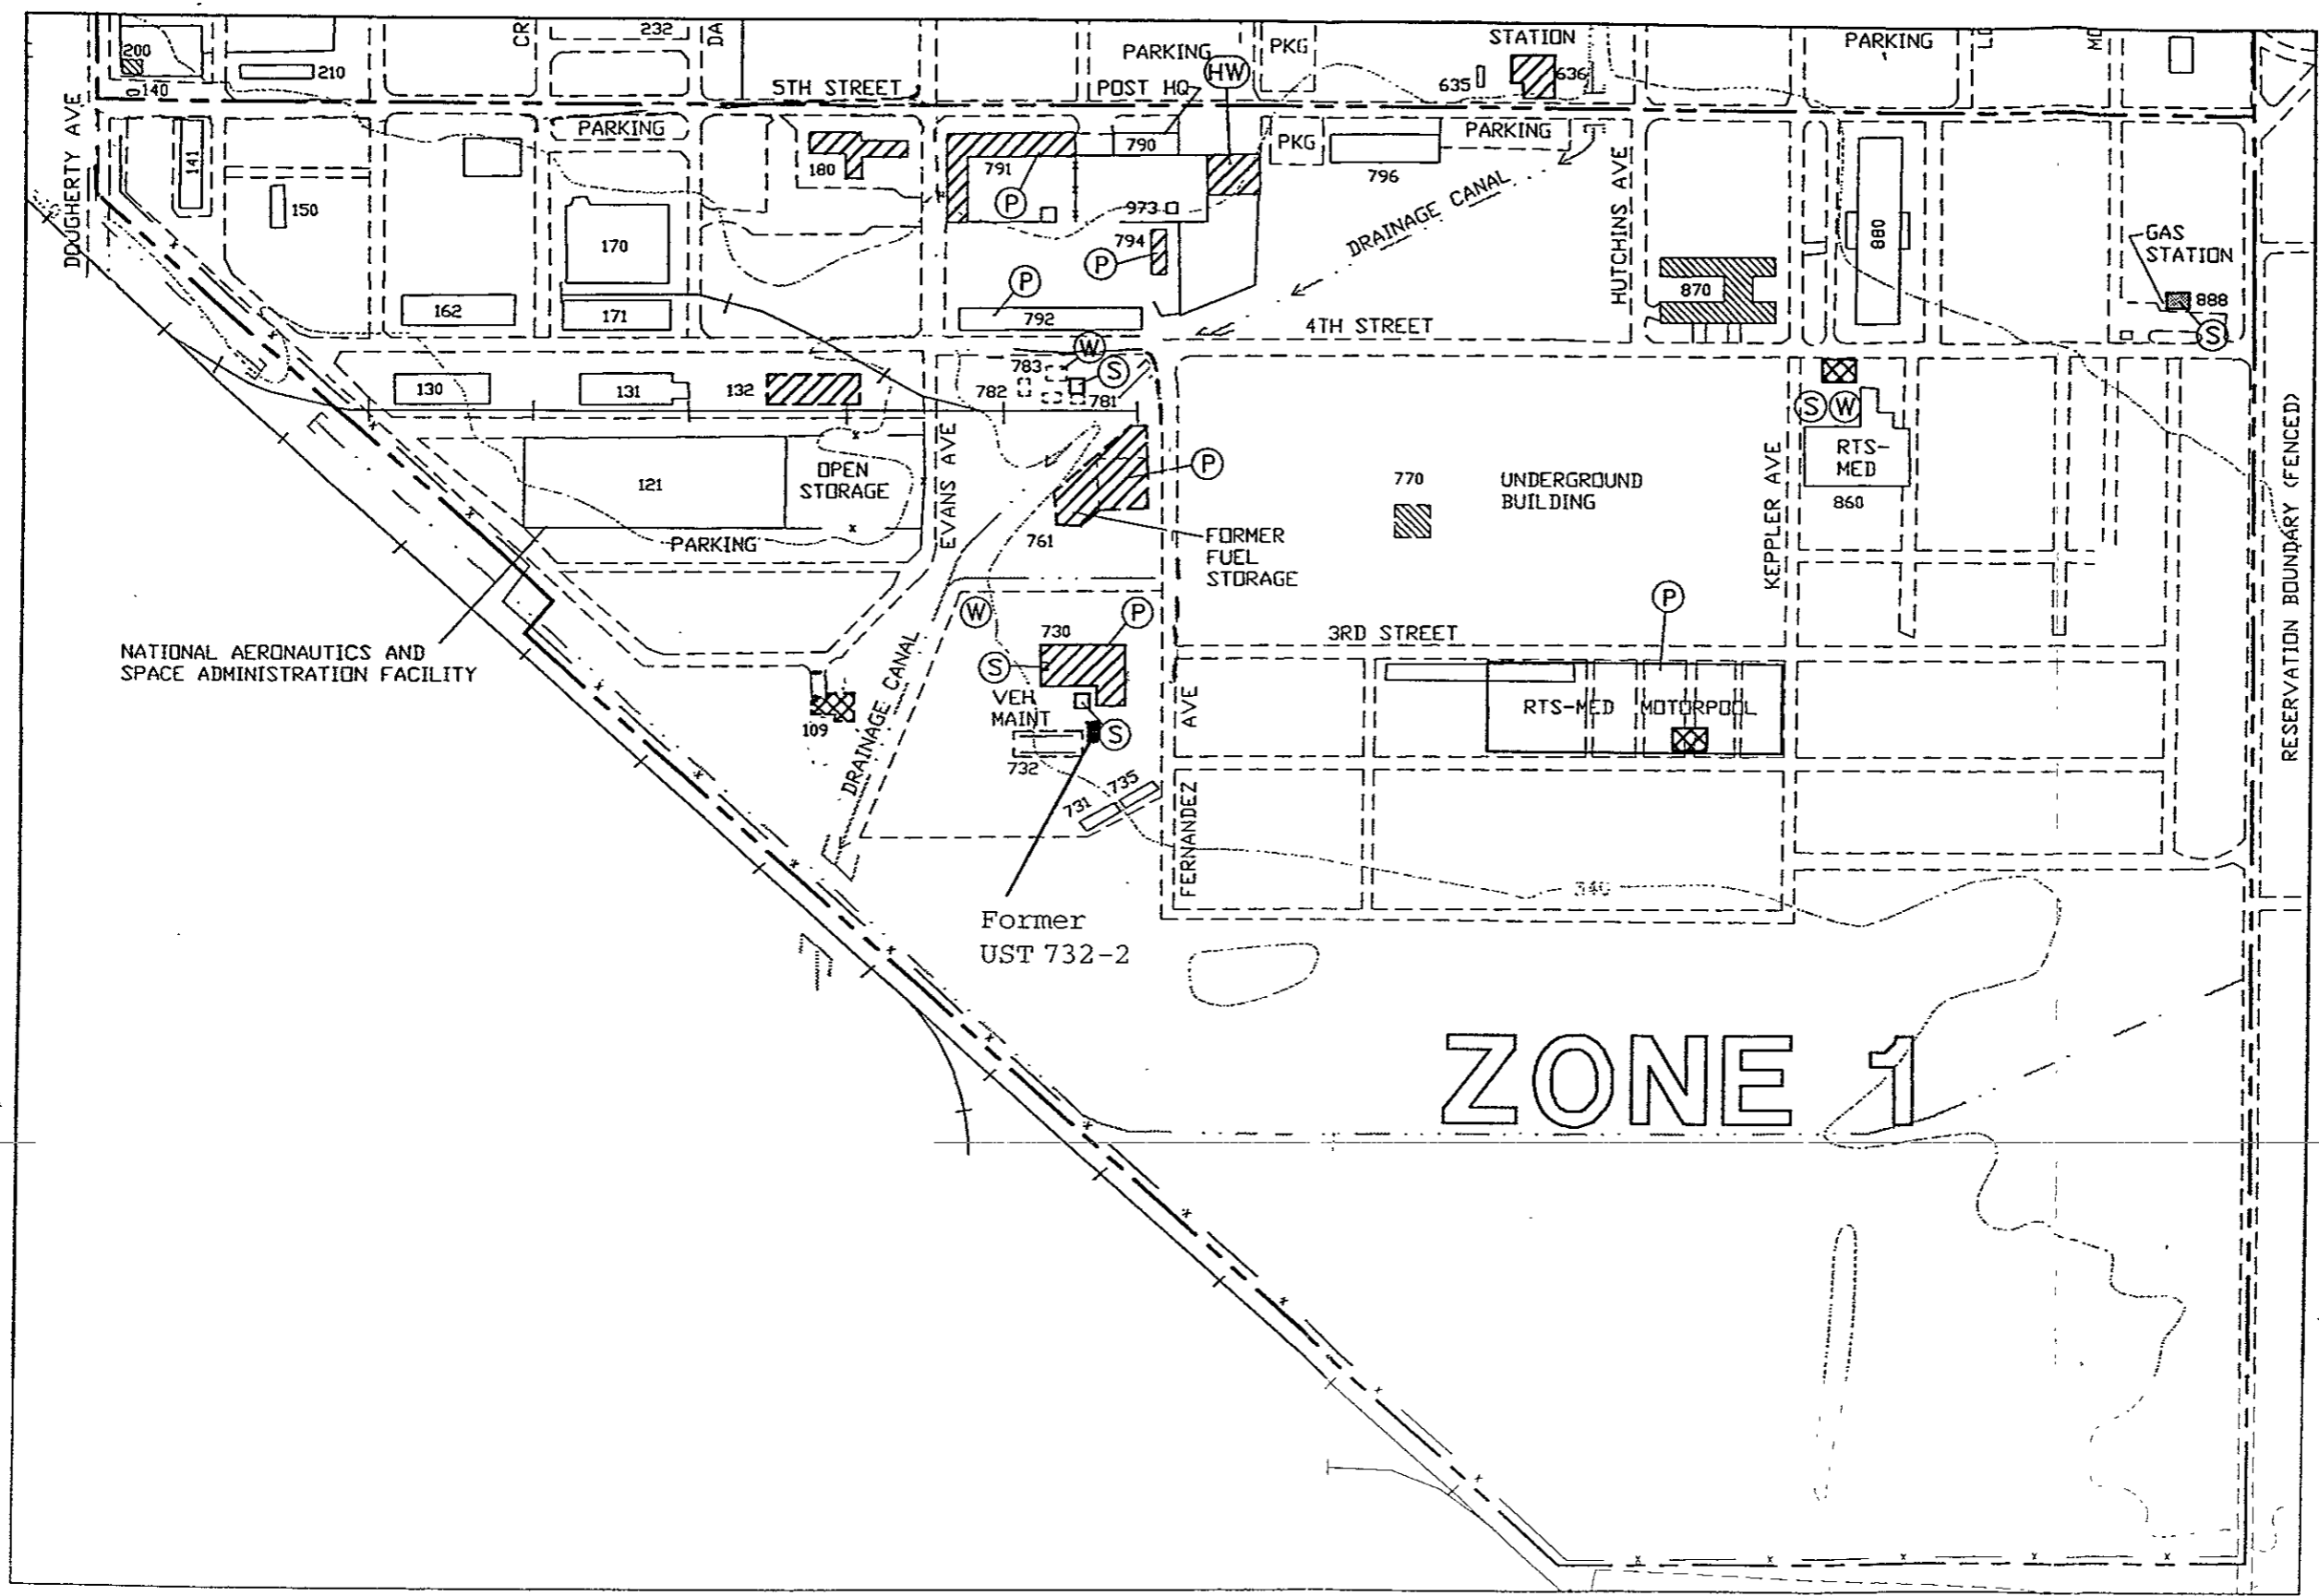 CR
232
DA
PARKING
HW
PKG
STATION
PARKING
200
210
140
5TH STREET
POST HQ
635
636
DOUGHERTY AVE
141
PARKING
180
791
790
PKG
796
PARKING
HUTCHINS AVE
880
150
170
P
973
794
P
DRAINAGE CANAL
GAS
STATION
888
S
870
162
171
P
792
4TH STREET
130
131
132
783
782
781
W
S
S
W
RTS-
MED
860
121
OPEN
STORAGE
EVANS AVE
P
770
UNDERGROUND
BUILDING
KEPPLER AVE
RESERVATION BOUNDARY (FENCED)
PARKING
761
FORMER
FUEL
STORAGE
W
P
P
730
3RD STREET
NATIONAL AERONAUTICS AND
SPACE ADMINISTRATION FACILITY
S
VEH
MAINT
S
732
109
DRAINAGE CANAL
RTS-MED MOTORPOOL
731
735
FERNANDEZ AVE
340
Former
UST 732-2
ZONE 1